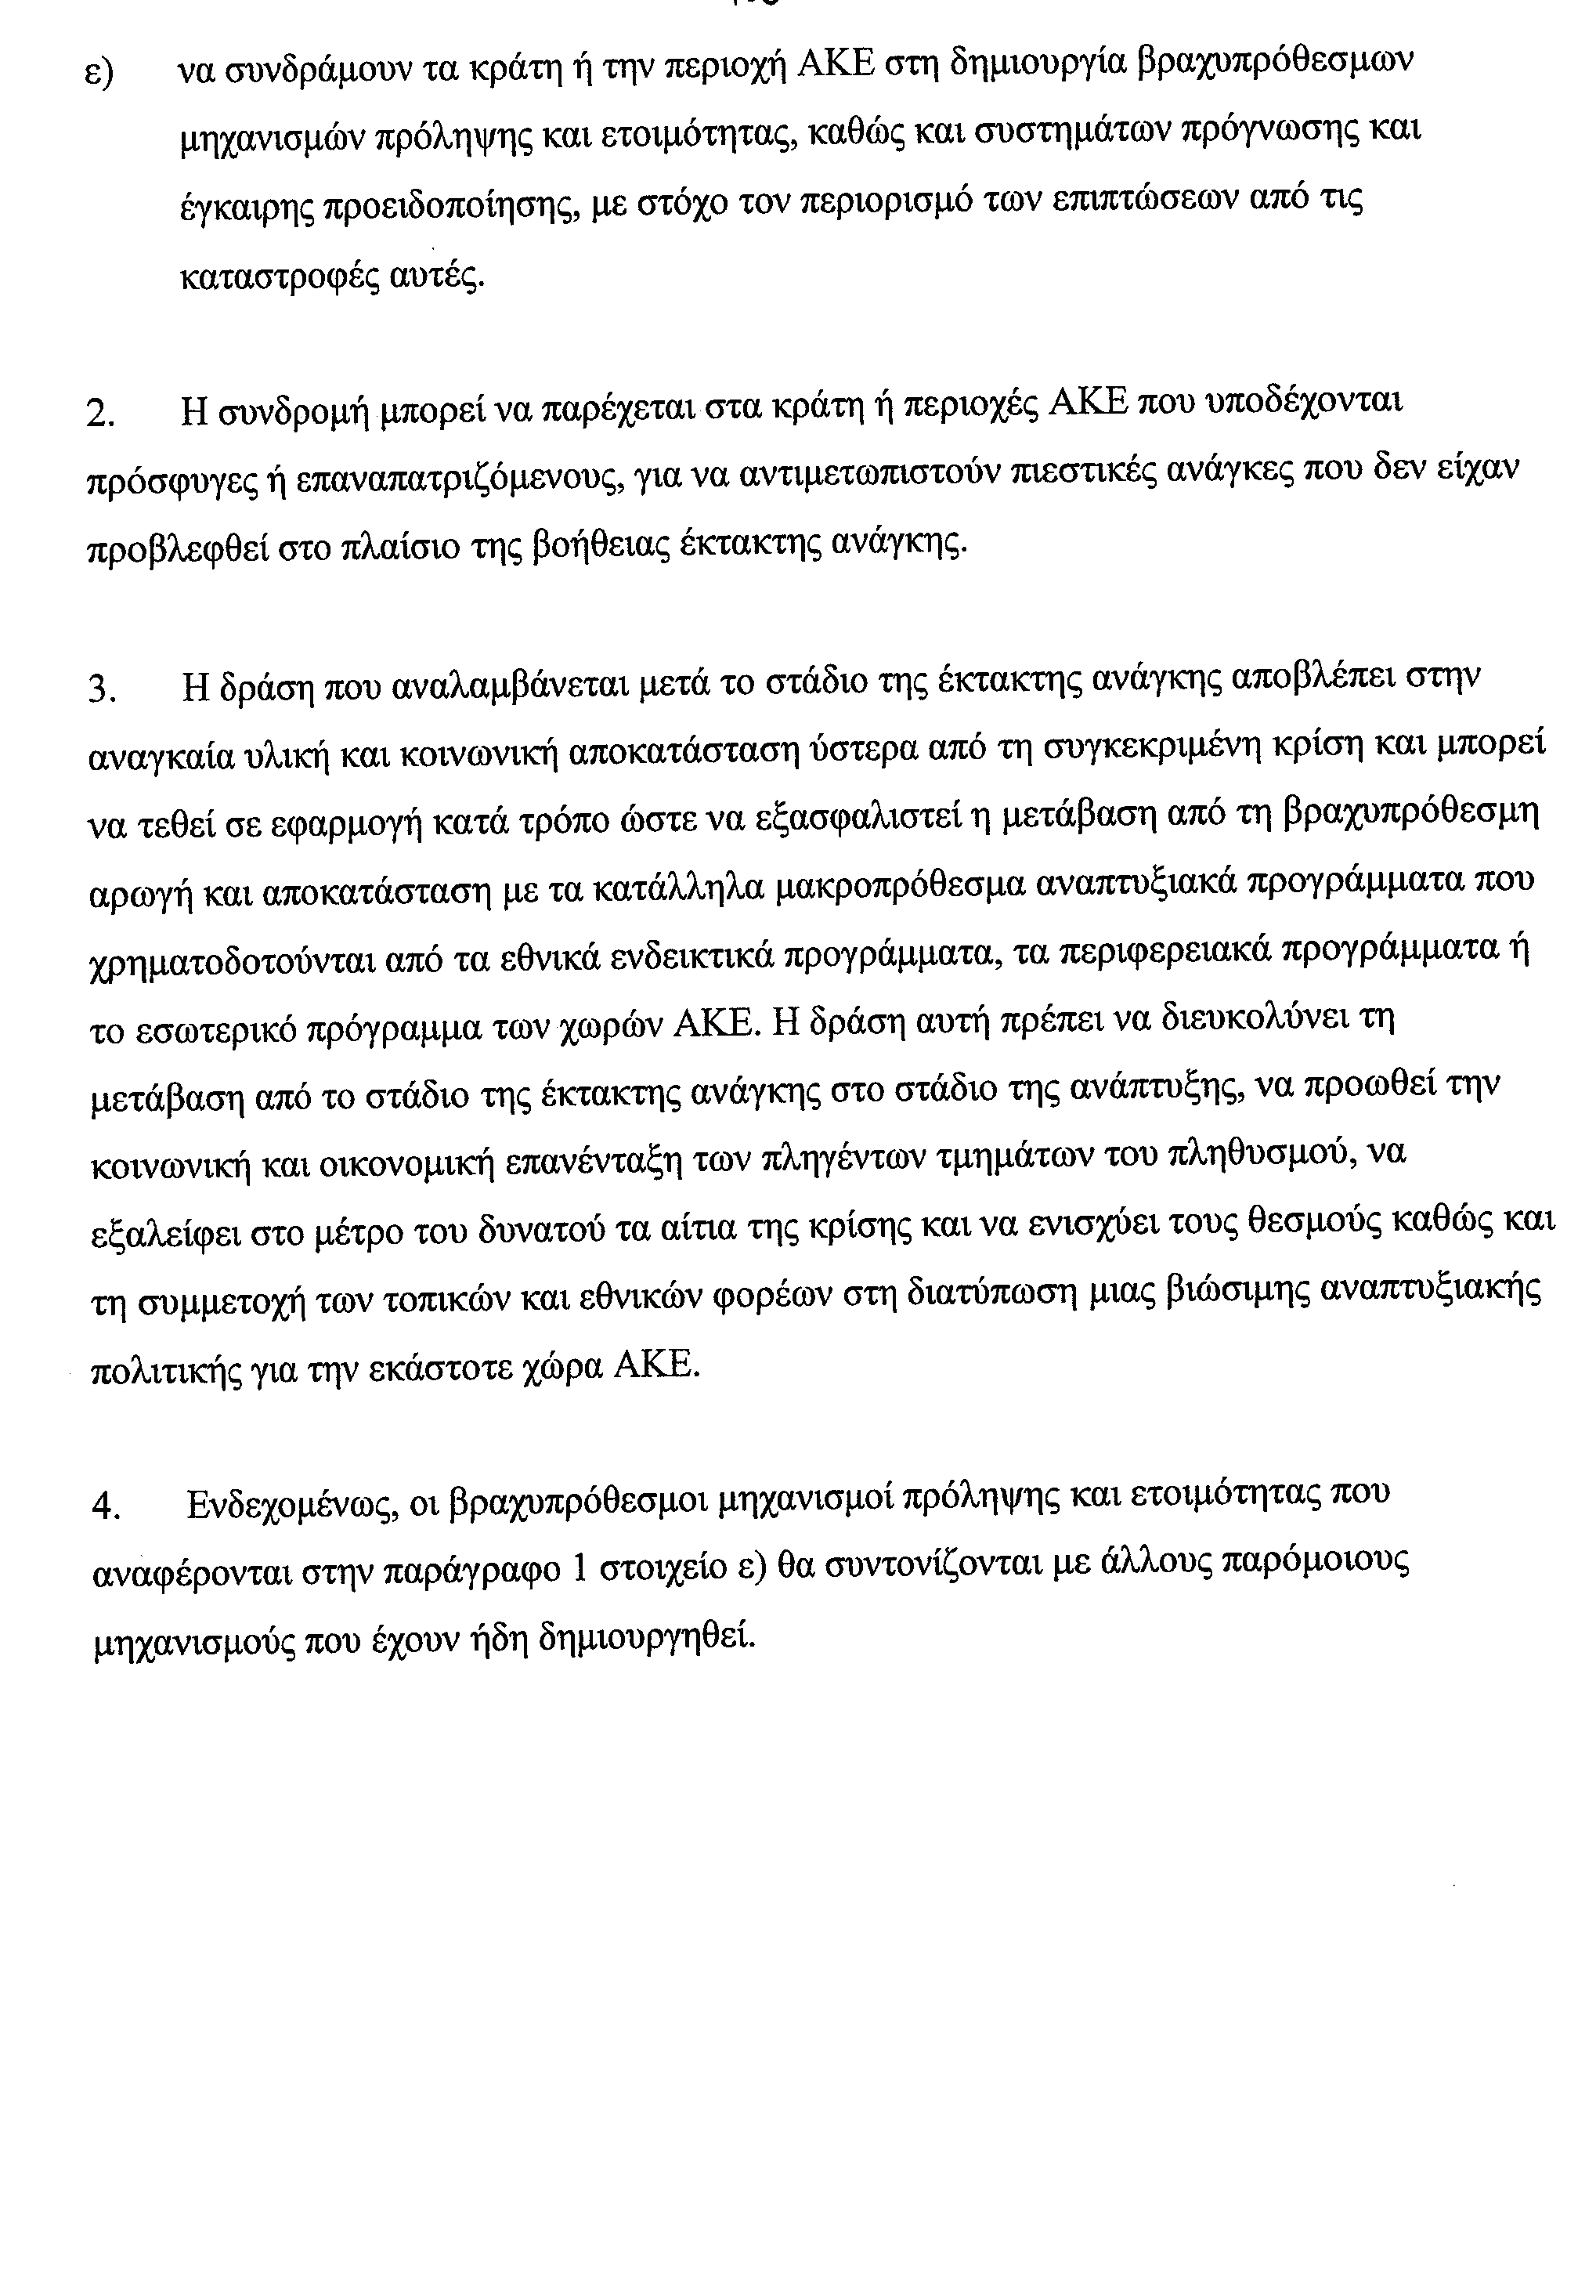 ε) να συνδράμουν τα κράτη ή την περιοχή ΑΚΕ στη δημιουργία βραχυπρόθεσμων
μηχανισμών πρόληψης και ετοιμότητας, καθώς και συστημάτων πρόγνωσης και
έγκαιρης προειδοποίησης, με στόχο τον περιορισμό των επιπτώσεων από τις
καταστροφές αυτές.
2. Η συνδρομή μπορεί να παρέχεται στα κράτη ή περιοχές ΑΚΕ που υποδέχονται
πρόσφυγες ή επαναπατριζόμενους, για να αντιμετωπιστούν πιεστικές ανάγκες που δεν είχαν
προβλεφθεί στο πλαίσιο της βοήθειας έκτακτης ανάγκης.
3. Η δράση που αναλαμβάνεται μετά το στάδιο της έκτακτης ανάγκης αποβλέπει στην
αναγκαία υλική και κοινωνική αποκατάσταση ύστερα από τη συγκεκριμένη κρίση και μπορεί
να τεθεί σε εφαρμογή κατά τρόπο ώστε να εξασφαλιστεί η μετάβαση από τη βραχυπρόθεσμη
αρωγή και αποκατάσταση με τα κατάλληλα μακροπρόθεσμα αναπτυξιακά προγράμματα που
χρηματοδοτούνται από τα εθνικά ενδεικτικά προγράμματα, τα περιφερειακά προγράμματα ή
το εσωτερικό πρόγραμμα των χωρών ΑΚΕ. Η δράση αυτή πρέπει να διευκολύνει τη
μετάβαση από το στάδιο της έκτακτης ανάγκης στο στάδιο της ανάπτυξης, να προωθεί την
κοινωνική και οικονομική επανένταξη των πληγέντων τμημάτων του πληθυσμού, να
εξαλείφει στο μέτρο του δυνατού τα αίτια της κρίσης και να ενισχύει τους θεσμούς καθώς και
τη συμμετοχή των τοπικών και εθνικών φορέων στη διατύπωση μιας βιώσιμης αναπτυξιακής
πολιτικής για την εκάστοτε χώρα ΑΚΕ.
4. Ενδεχομένως, οι βραχυπρόθεσμοι μηχανισμοί πρόληψης και ετοιμότητας που
αναφέρονται στην παράγραφο 1 στοιχείο ε) θα συντονίζονται με άλλους παρόμοιους
μηχανισμούς που έχουν ήδη δημιουργηθεί.